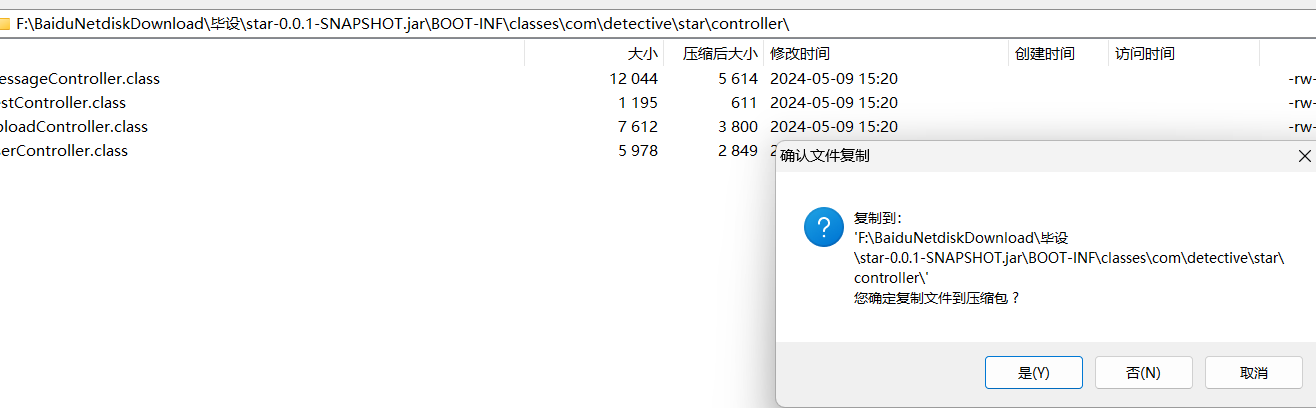 F:\BaiduNetdiskDownload\毕设\star-0.0.1-SNAPSHOT.jar\BOOT-INF\classes\com\detective\star\controller\
大小 压缩后大小 修改时间 创建时间 访问时间
essageController.class 12 044 5 614 2024-05-09 15:20 -rw-
estController.class 1 195 611 2024-05-09 15:20 -rw-
ploadController.class 7 612 3 800 2024-05-09 15:20 -rw-
serController.class 5 978 2 849 2
确认文件复制
复制到：
'F:\BaiduNetdiskDownload\毕设
\star-0.0.1-SNAPSHOT.jar\BOOT-INF\classes\com\detective\star\
controller\'
您确定复制文件到压缩包？
是(Y) 否(N) 取消